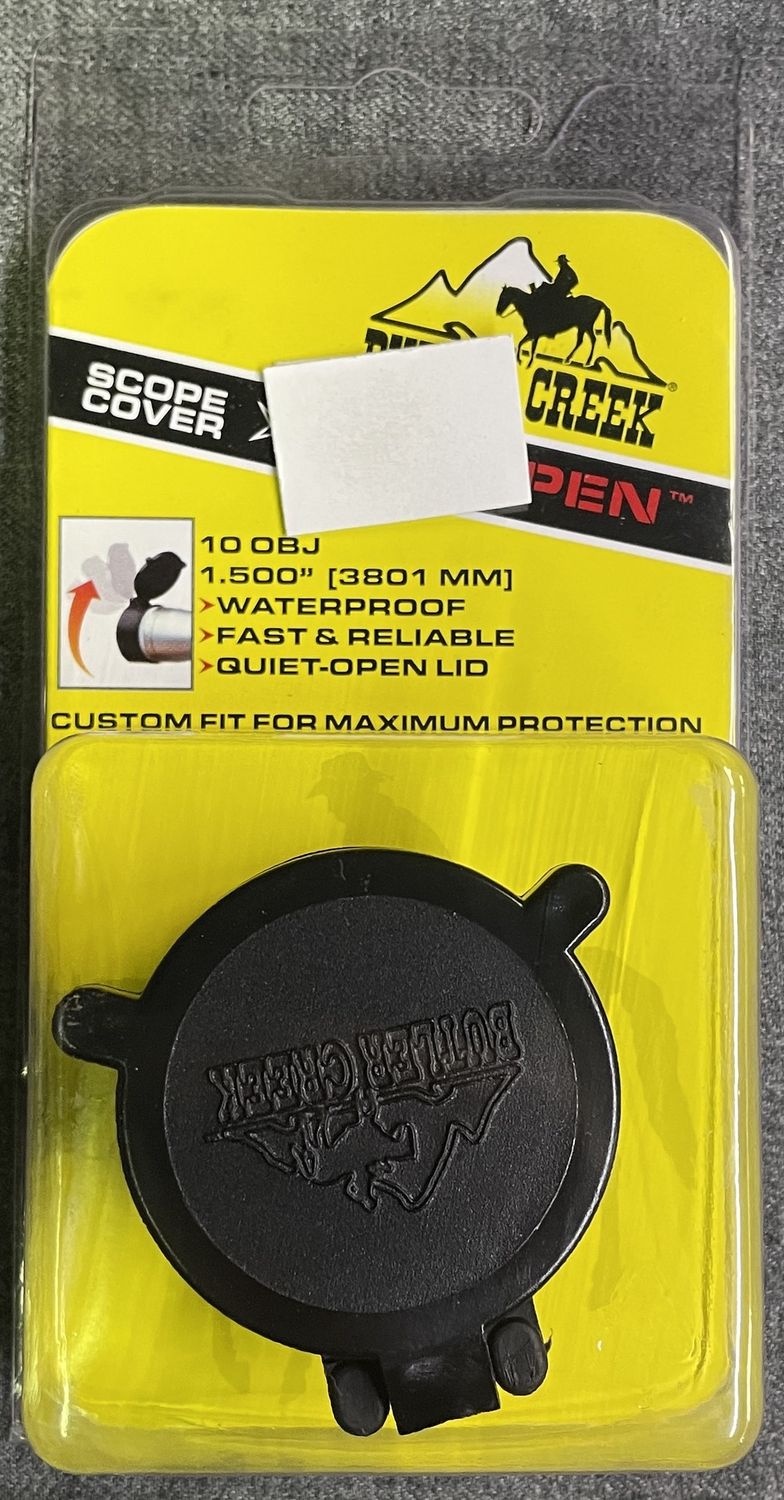 CREEK®
SCOPE
COVER
PEN™
10 OBJ
1.500” [3801 MM]
WATERPROOF
FAST & RELIABLE
QUIET-OPEN LID
CUSTOM FIT FOR MAXIMUM PROTECTION
BUTLER CREEK